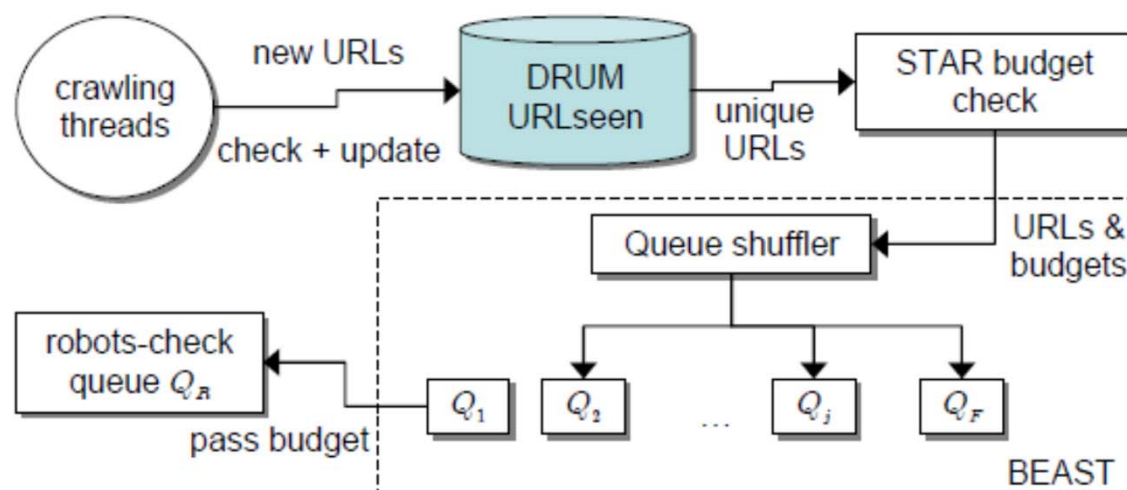 crawling
threads
new URLs
check + update
DRUM
URLseen
unique
URLs
STAR budget
check
URLs &
budgets
Queue shuffler
robots-check
queue Q_R
pass budget
Q_1
Q_2
...
Q_j
Q_F
BEAST